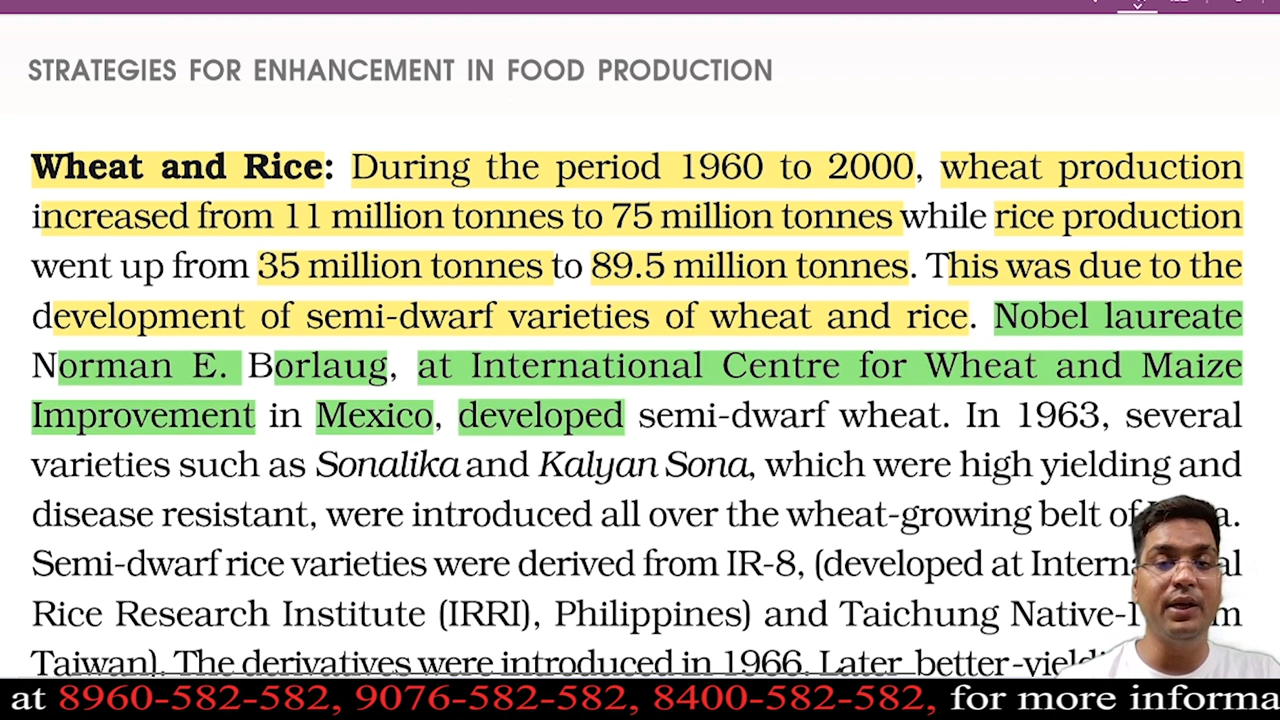 STRATEGIES FOR ENHANCEMENT IN FOOD PRODUCTION
Wheat and Rice: During the period 1960 to 2000, wheat production
increased from 11 million tonnes to 75 million tonnes while rice production
went up from 35 million tonnes to 89.5 million tonnes. This was due to the
development of semi-dwarf varieties of wheat and rice. Nobel laureate
Norman E. Borlaug, at International Centre for Wheat and Maize
Improvement in Mexico, developed semi-dwarf wheat. In 1963, several
varieties such as Sonalika and Kalyan Sona, which were high yielding and
disease resistant, were introduced all over the wheat-growing belt of
Semi-dwarf rice varieties were derived from IR-8, (developed at
Rice Research Institute (IRRI), Philippines) and Taichung
Taiwan). The derivatives were introduced in 1966. Later
at 8960-582-582, 9076-582-582, 8400-582-582, for more